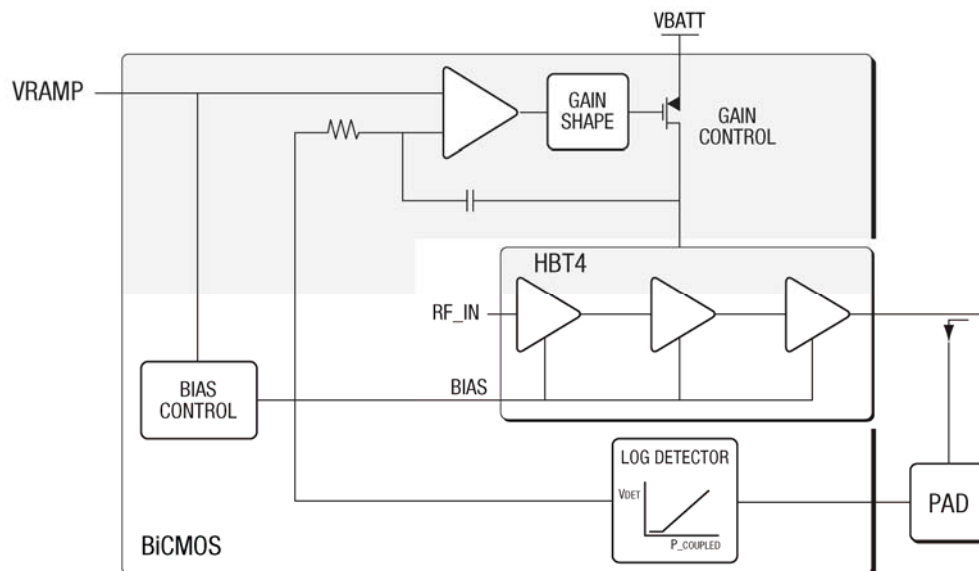 VBATT
VRAMP
GAIN
SHAPE
GAIN
CONTROL
HBT4
RF_IN
BIAS
CONTROL
BIAS
LOG DETECTOR
VDET
P_COUPLED
PAD
BiCMOS